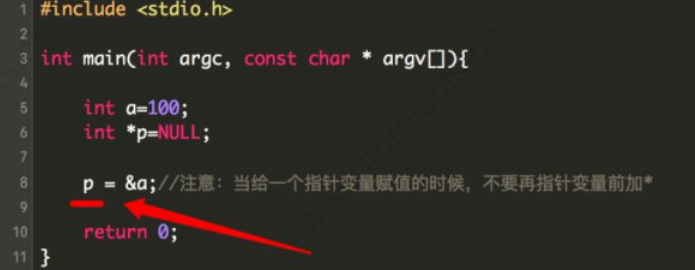 1 #include <stdio.h>
2
3 int main(int argc, const char * argv[]){
4
5 int a=100;
6 int *p=NULL;
7
8 p = &a;//注意：当给一个指针变量赋值的时候，不要再指针变量前加*
9
10 return 0;
11 }